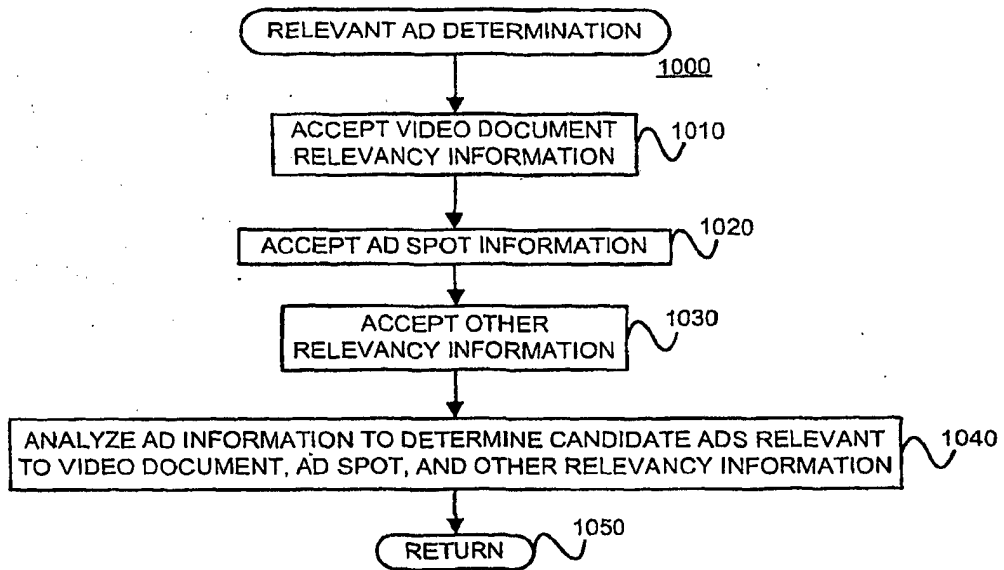 RELEVANT AD DETERMINATION
1000
ACCEPT VIDEO DOCUMENT
RELEVANCY INFORMATION
1010
ACCEPT AD SPOT INFORMATION
1020
ACCEPT OTHER
RELEVANCY INFORMATION
1030
ANALYZE AD INFORMATION TO DETERMINE CANDIDATE ADS RELEVANT
TO VIDEO DOCUMENT, AD SPOT, AND OTHER RELEVANCY INFORMATION
1040
RETURN
1050